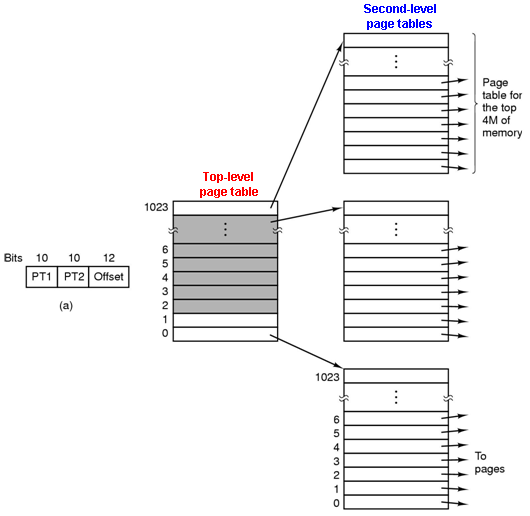 Second-level
page tables
Page
table for
the top
4M of
memory
Top-level
page table
1023
6
5
4
3
2
1
0
Bits 10 10 12
PT1 PT2 Offset
(a)
1023
6
5
4
3
2
1
0
To
pages